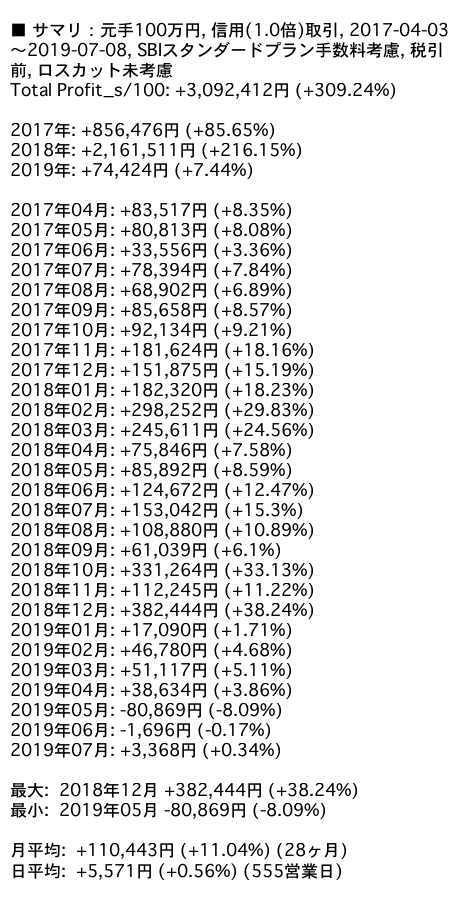 ■ サマリ：元手100万円, 信用(1.0倍)取引, 2017-04-03
～2019-07-08, SBIスタンダードプラン手数料考慮, 税引
前, ロスカット未考慮
Total Profit_s/100: +3,092,412円 (+309.24%)
2017年: +856,476円 (+85.65%)
2018年: +2,161,511円 (+216.15%)
2019年: +74,424円 (+7.44%)
2017年04月: +83,517円 (+8.35%)
2017年05月: +80,813円 (+8.08%)
2017年06月: +33,556円 (+3.36%)
2017年07月: +78,394円 (+7.84%)
2017年08月: +68,902円 (+6.89%)
2017年09月: +85,658円 (+8.57%)
2017年10月: +92,134円 (+9.21%)
2017年11月: +181,624円 (+18.16%)
2017年12月: +151,875円 (+15.19%)
2018年01月: +182,320円 (+18.23%)
2018年02月: +298,252円 (+29.83%)
2018年03月: +245,611円 (+24.56%)
2018年04月: +75,846円 (+7.58%)
2018年05月: +85,892円 (+8.59%)
2018年06月: +124,672円 (+12.47%)
2018年07月: +153,042円 (+15.3%)
2018年08月: +108,880円 (+10.89%)
2018年09月: +61,039円 (+6.1%)
2018年10月: +331,264円 (+33.13%)
2018年11月: +112,245円 (+11.22%)
2018年12月: +382,444円 (+38.24%)
2019年01月: +17,090円 (+1.71%)
2019年02月: +46,780円 (+4.68%)
2019年03月: +51,117円 (+5.11%)
2019年04月: +38,634円 (+3.86%)
2019年05月: -80,869円 (-8.09%)
2019年06月: -1,696円 (-0.17%)
2019年07月: +3,368円 (+0.34%)
最大: 2018年12月 +382,444円 (+38.24%)
最小: 2019年05月 -80,869円 (-8.09%)
月平均: +110,443円 (+11.04%) (28ヶ月)
日平均: +5,571円 (+0.56%) (555営業日)